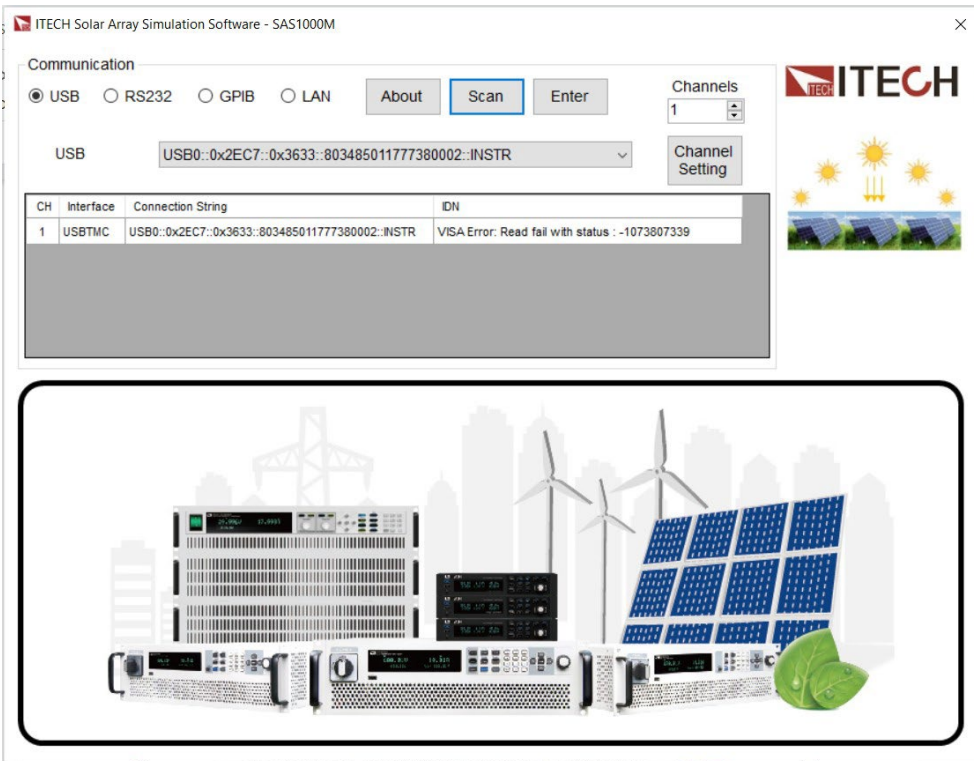 ITECH Solar Array Simulation Software - SAS1000M
Communication
USB RS232 GPIB LAN About Scan Enter
Channels
1
ITECH
ITECH
USB USB0::0x2EC7::0x3633::803485011777380002::INSTR
Channel
Setting
CH Interface Connection String IDN
1 USBTMC USB0::0x2EC7::0x3633::803485011777380002::INSTR VISA Error: Read fail with status : -1073807339